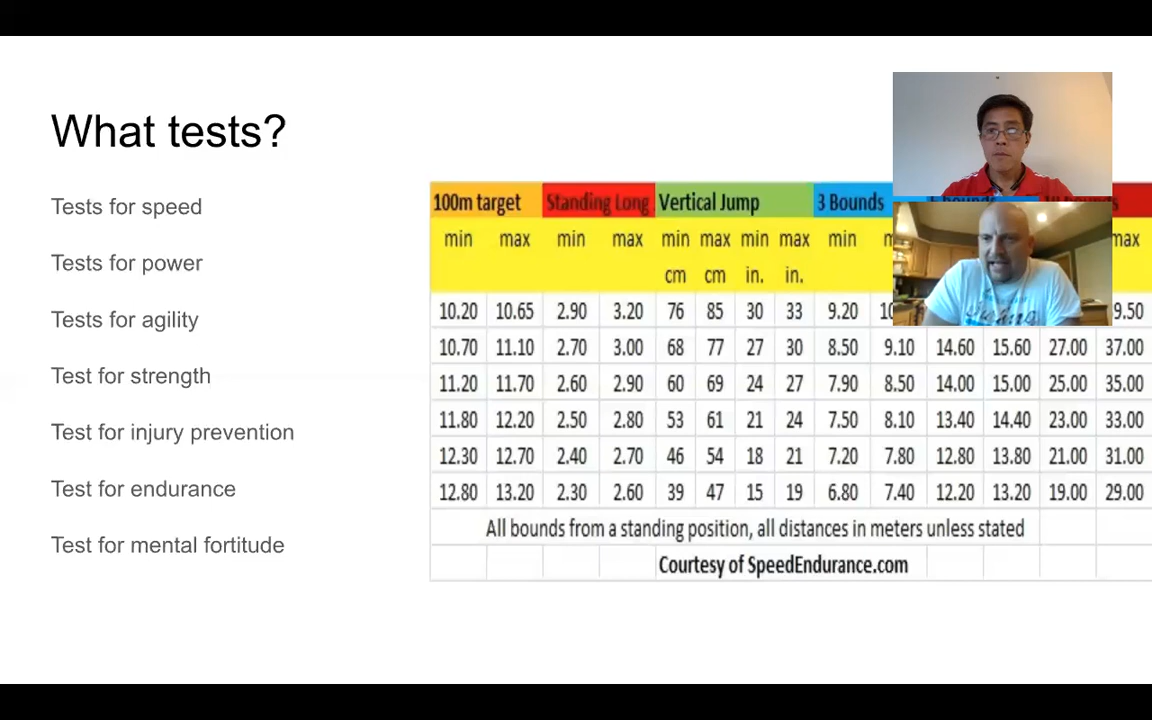 What tests?
Tests for speed
Tests for power
Tests for agility
Test for strength
Test for injury prevention
Test for endurance
Test for mental fortitude
100m target Standing Long Vertical Jump 3 Bounds
min max min max min max min max min max
cm cm in. in.
10.20 10.65 2.90 3.20 76 85 30 33 9.20 9.50
10.70 11.10 2.70 3.00 68 77 27 30 8.50 9.10 14.60 15.60 27.00 37.00
11.20 11.70 2.60 2.90 60 69 24 27 7.90 8.50 14.00 15.00 25.00 35.00
11.80 12.20 2.50 2.80 53 61 21 24 7.50 8.10 13.40 14.40 23.00 33.00
12.30 12.70 2.40 2.70 46 54 18 21 7.20 7.80 12.80 13.80 21.00 31.00
12.80 13.20 2.30 2.60 39 47 15 19 6.80 7.40 12.20 13.20 19.00 29.00
All bounds from a standing position, all distances in meters unless stated
Courtesy of SpeedEndurance.com